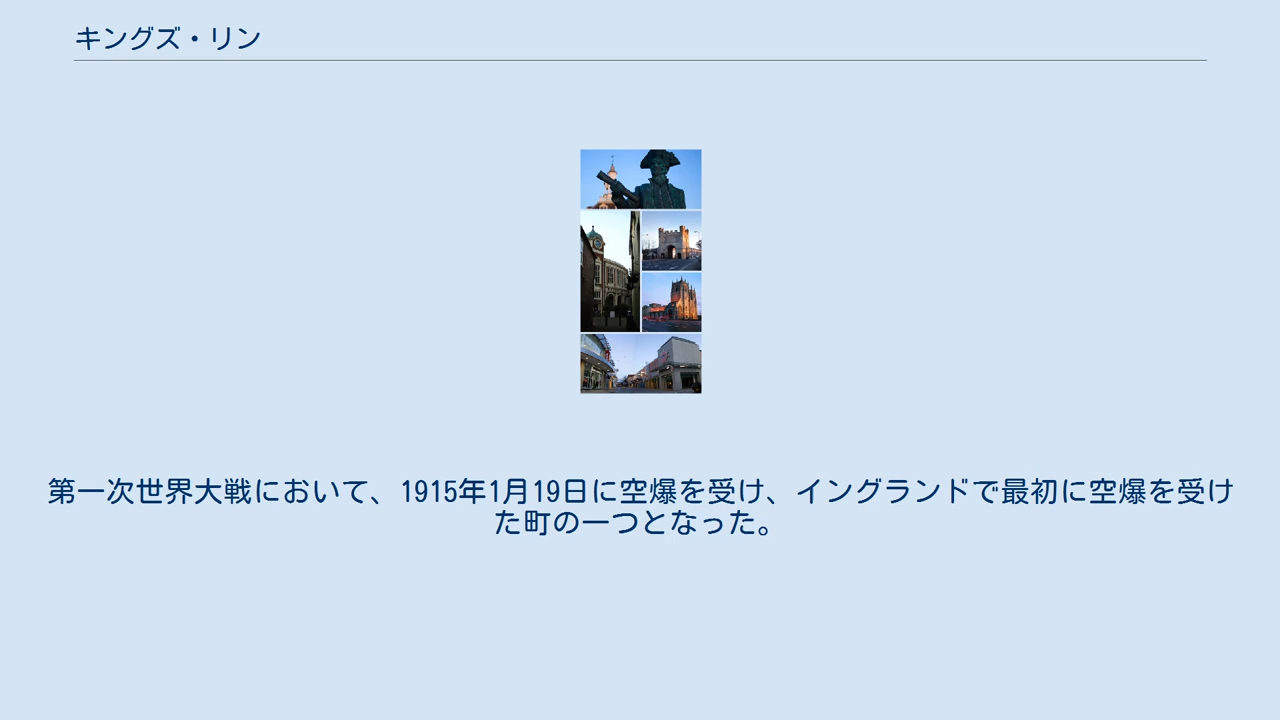 キングズ・リン
第一次世界大戦において、1915年1月19日に空爆を受け、イングランドで最初に空爆を受け
た町の一つとなった。